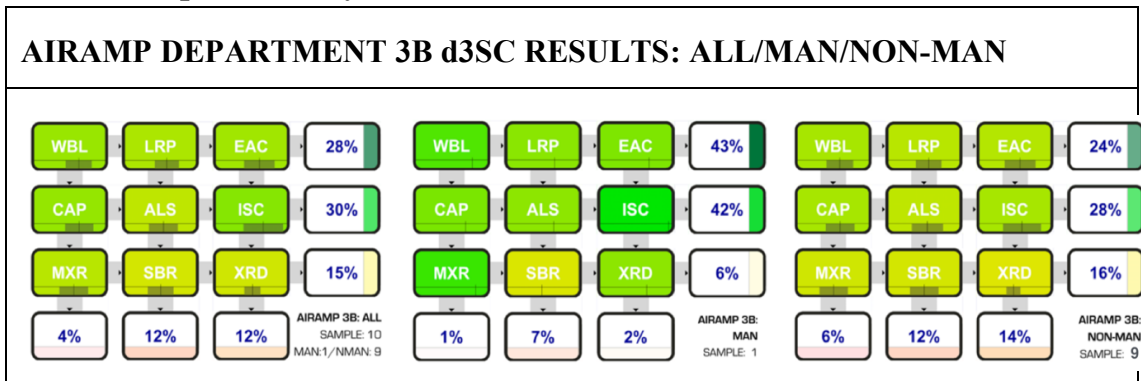 AIRAMP DEPARTMENT 3B d3SC RESULTS: ALL/MAN/NON-MAN
WBL LRP EAC 28%
CAP ALS ISC 30%
MXR SBR XRD 15%
4% 12% 12%
AIRAMP 3B: ALL
SAMPLE: 10
MAN:1/NMAN: 9
WBL LRP EAC 43%
CAP ALS ISC 42%
MXR SBR XRD 6%
1% 7% 2%
AIRAMP 3B:
MAN
SAMPLE: 1
WBL LRP EAC 24%
CAP ALS ISC 28%
MXR SBR XRD 16%
6% 12% 14%
AIRAMP 3B:
NON-MAN
SAMPLE: 9